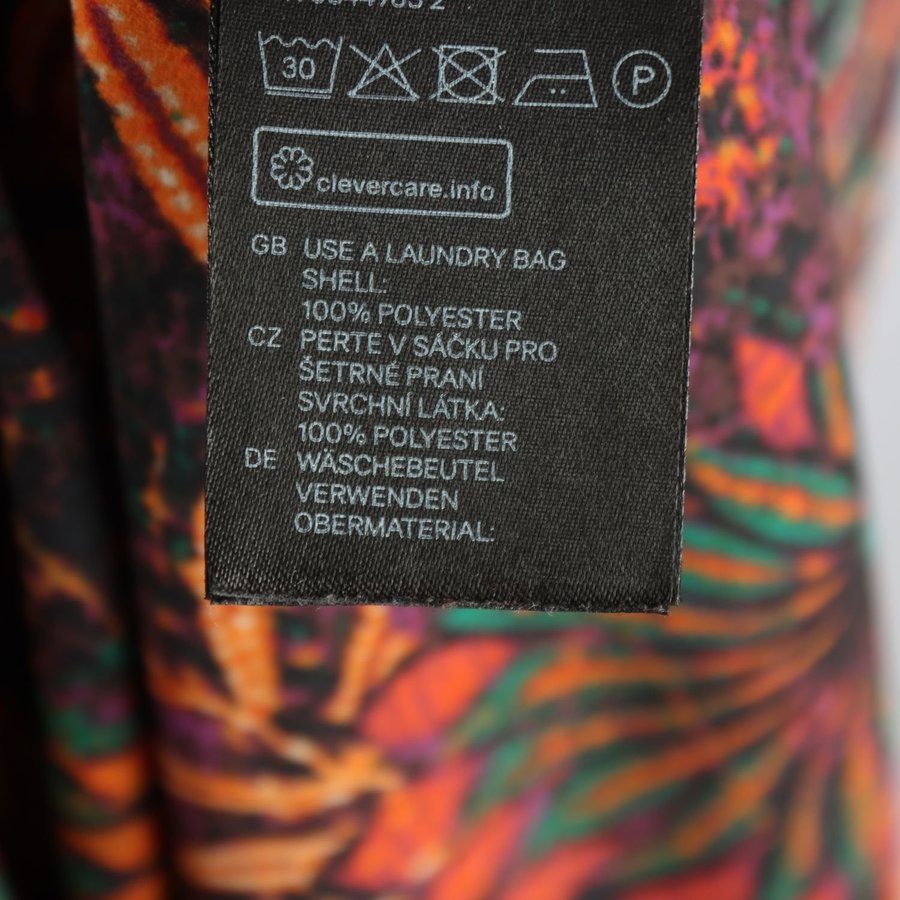 30
P
clevercare.info
GB USE A LAUNDRY BAG
SHELL:
100% POLYESTER
CZ PERTE V SÁČKU PRO
ŠETRNÉ PRANÍ
SVRCHNÍ LÁTKA:
100% POLYESTER
DE WÄSCHEBEUTEL
VERWENDEN
OBERMATERIAL: